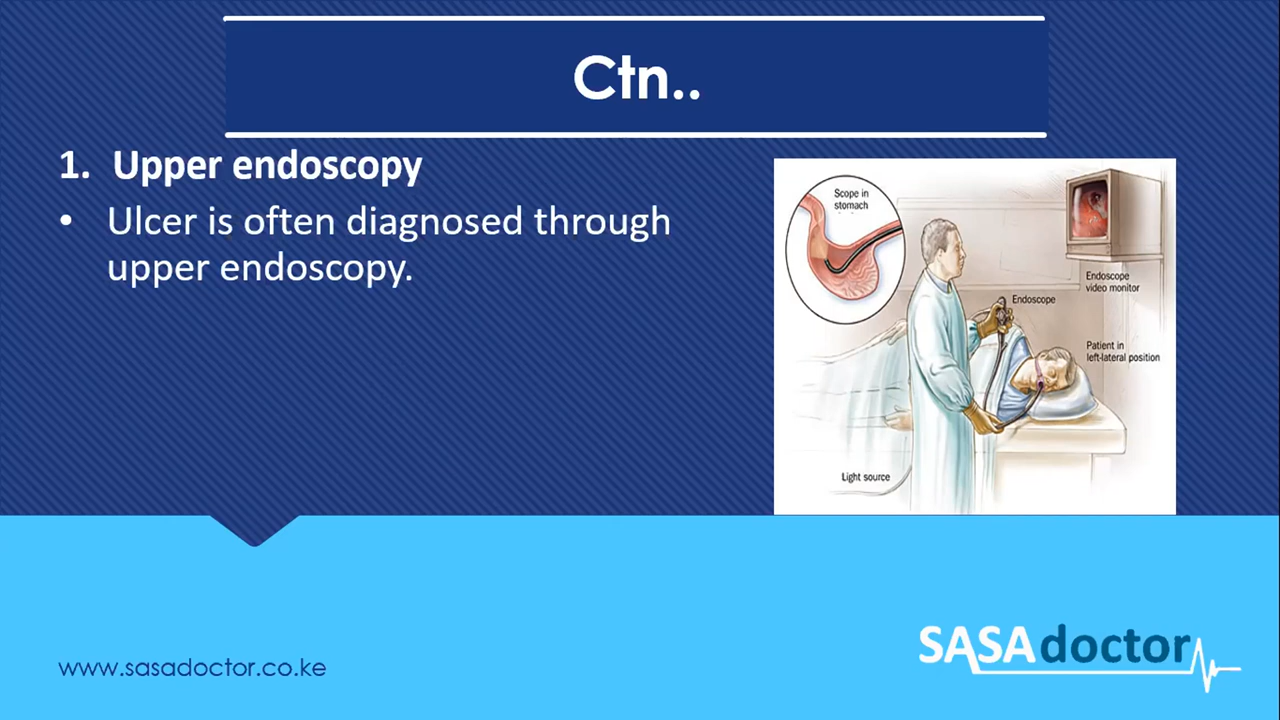 Ctn..
1. Upper endoscopy
• Ulcer is often diagnosed through
upper endoscopy.
Scope in
stomach
Endoscope
video monitor
Endoscope
Patient in
left-lateral position
Light source
www.sasadoctor.co.ke
SASAdoctor